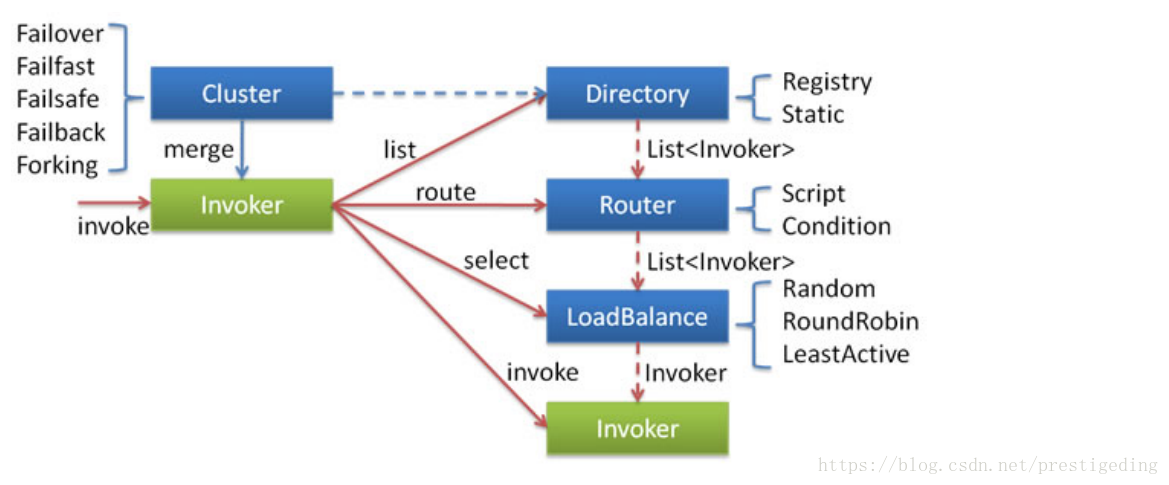 Failover
Failfast
Failsafe
Failback
Forking
Cluster
Directory
Registry
Static
merge
list
List<Invoker>
invoke
Invoker
route
Router
Script
Condition
select
List<Invoker>
LoadBalance
Random
RoundRobin
LeastActive
invoke
Invoker
Invoker
https://blog.csdn.net/prestigeding